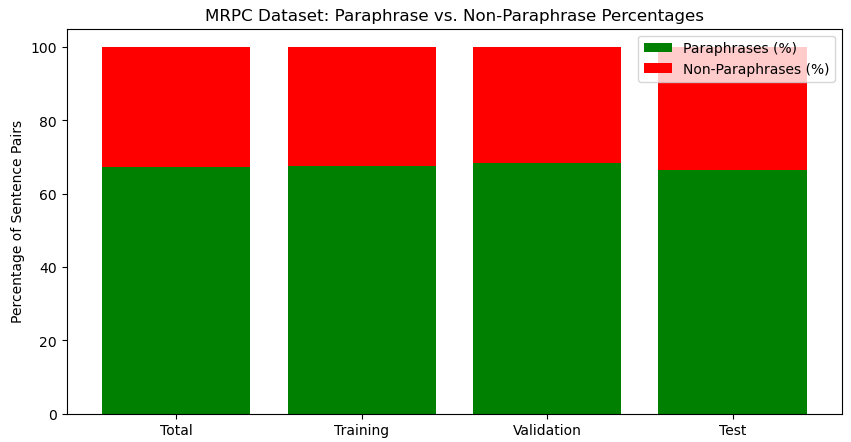 MRPC Dataset: Paraphrase vs. Non-Paraphrase Percentages
Paraphrases (%)
Non-Paraphrases (%)
Percentage of Sentence Pairs
100
80
60
40
20
0
Total
Training
Validation
Test